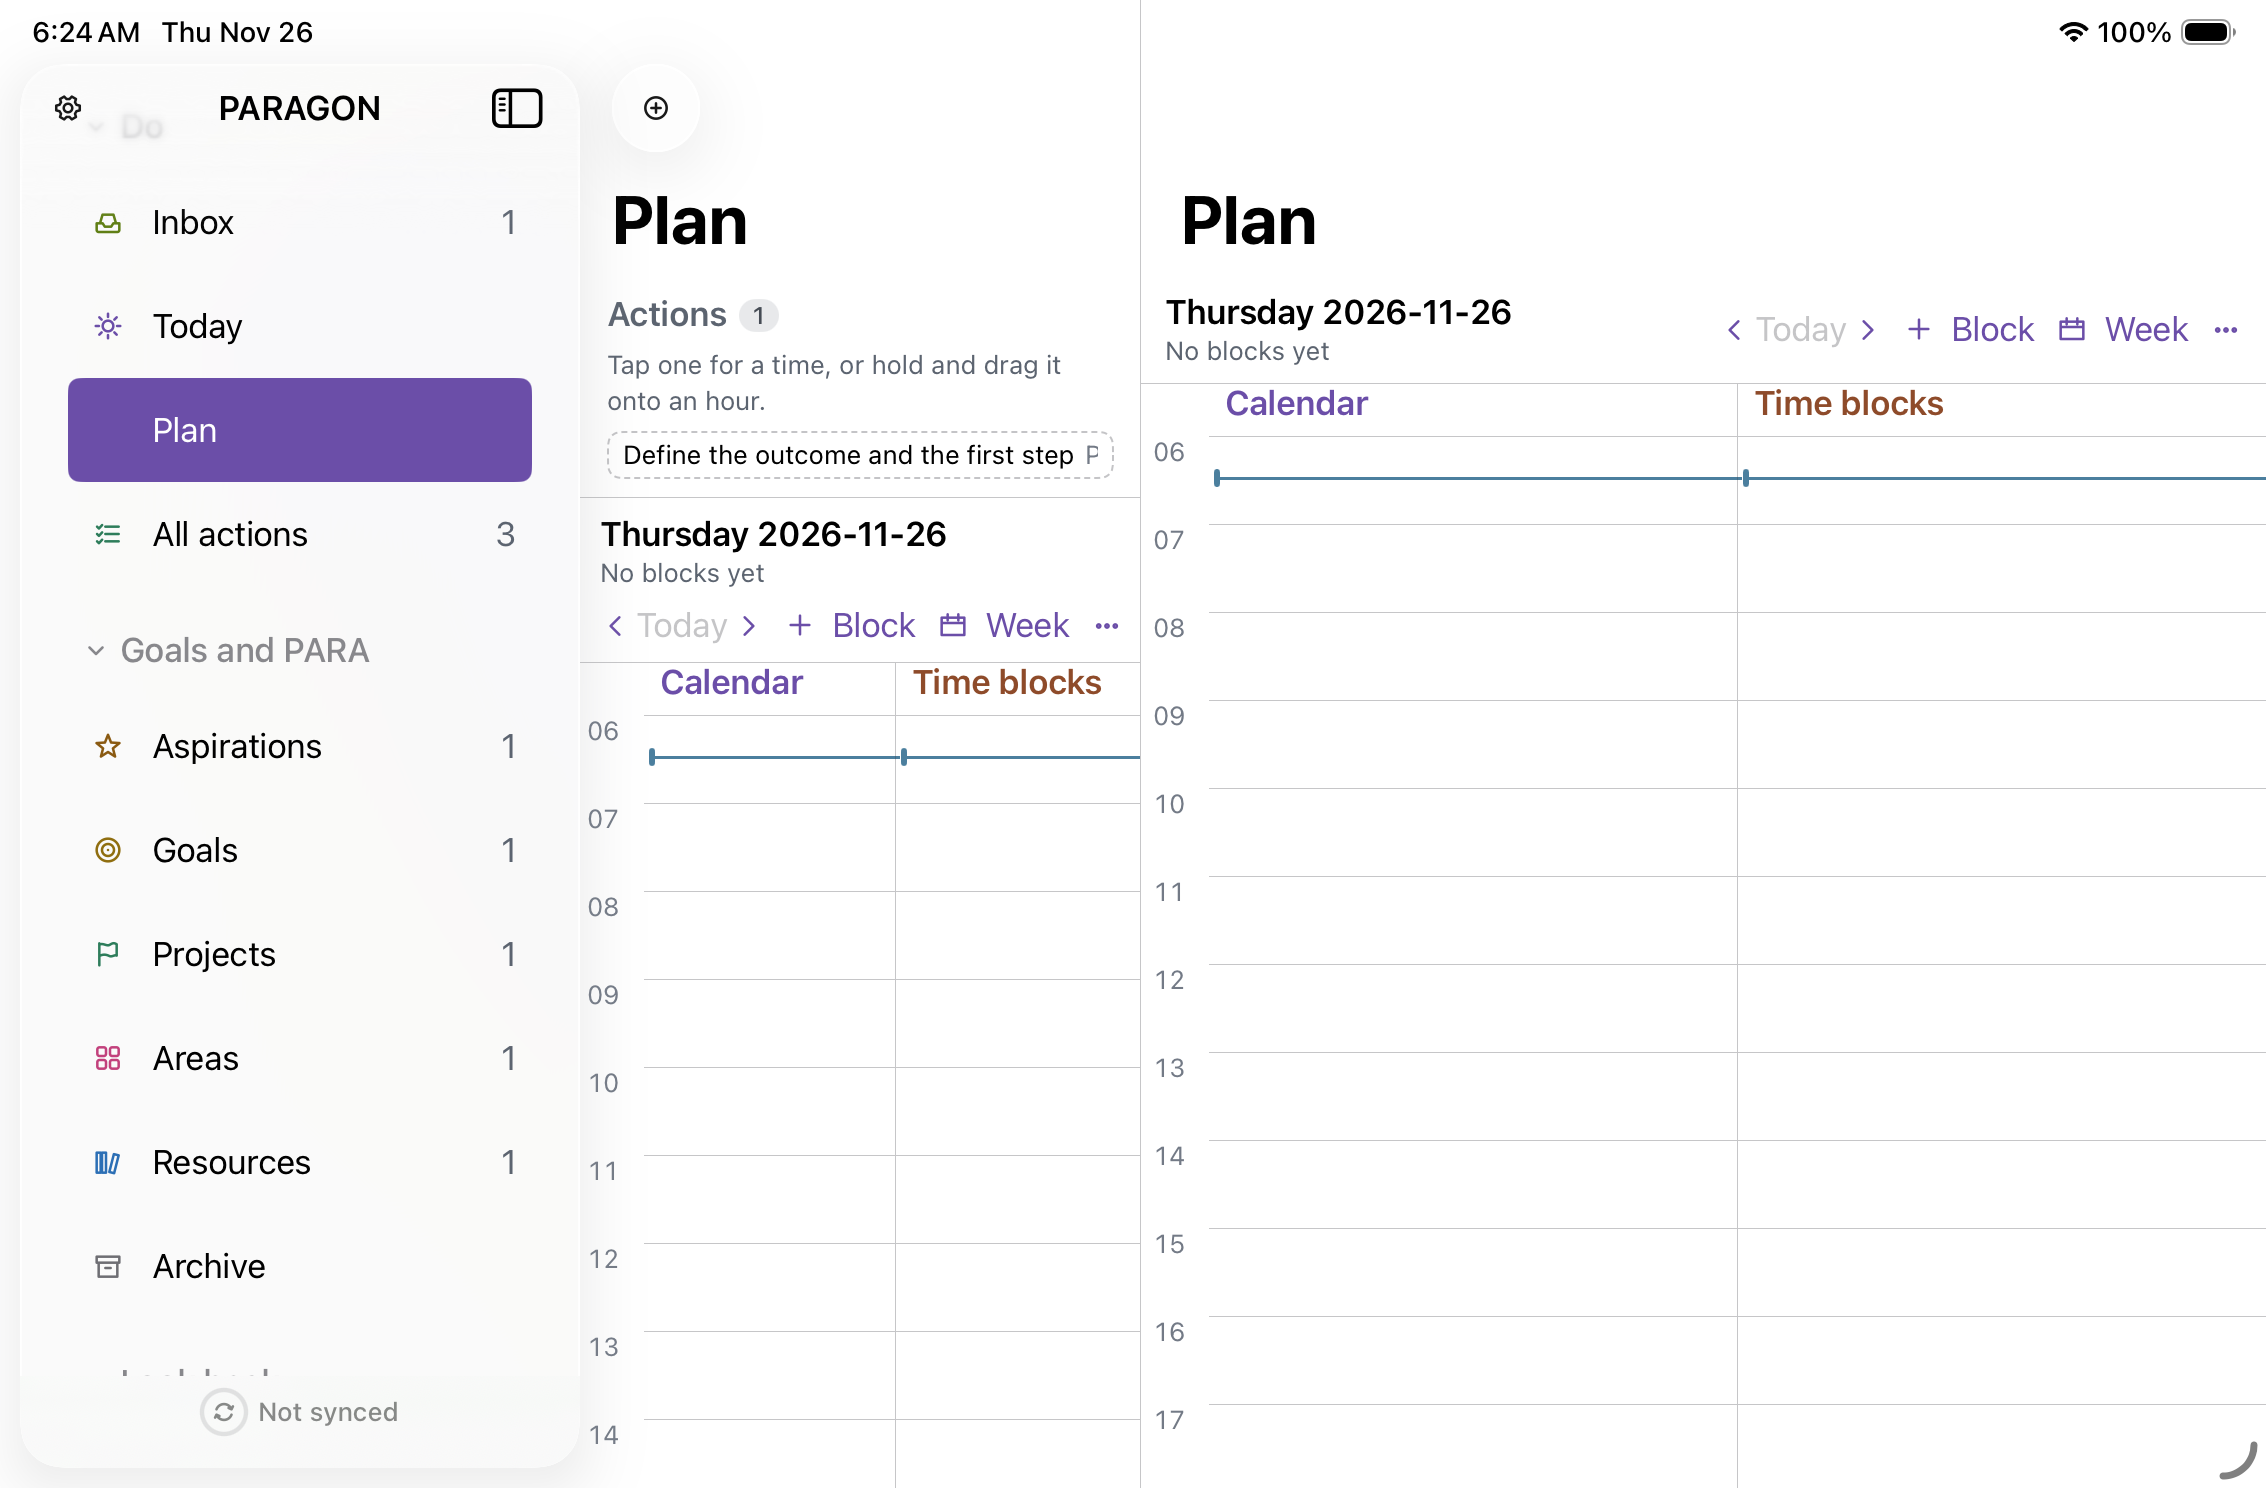 6:24 AM Thu Nov 26
100%
PARAGON
Do
Inbox 1
Today
Plan
All actions 3
Goals and PARA
Aspirations 1
Goals 1
Projects 1
Areas 1
Resources 1
Archive
Not synced
Plan
Actions 1
Tap one for a time, or hold and drag it
onto an hour.
Define the outcome and the first step
Thursday 2026-11-26
No blocks yet
Today + Block Week ...
Calendar Time blocks
06
07
08
09
10
11
12
13
14
Plan
Thursday 2026-11-26
No blocks yet
Today + Block Week ...
Calendar Time blocks
06
07
08
09
10
11
12
13
14
15
16
17